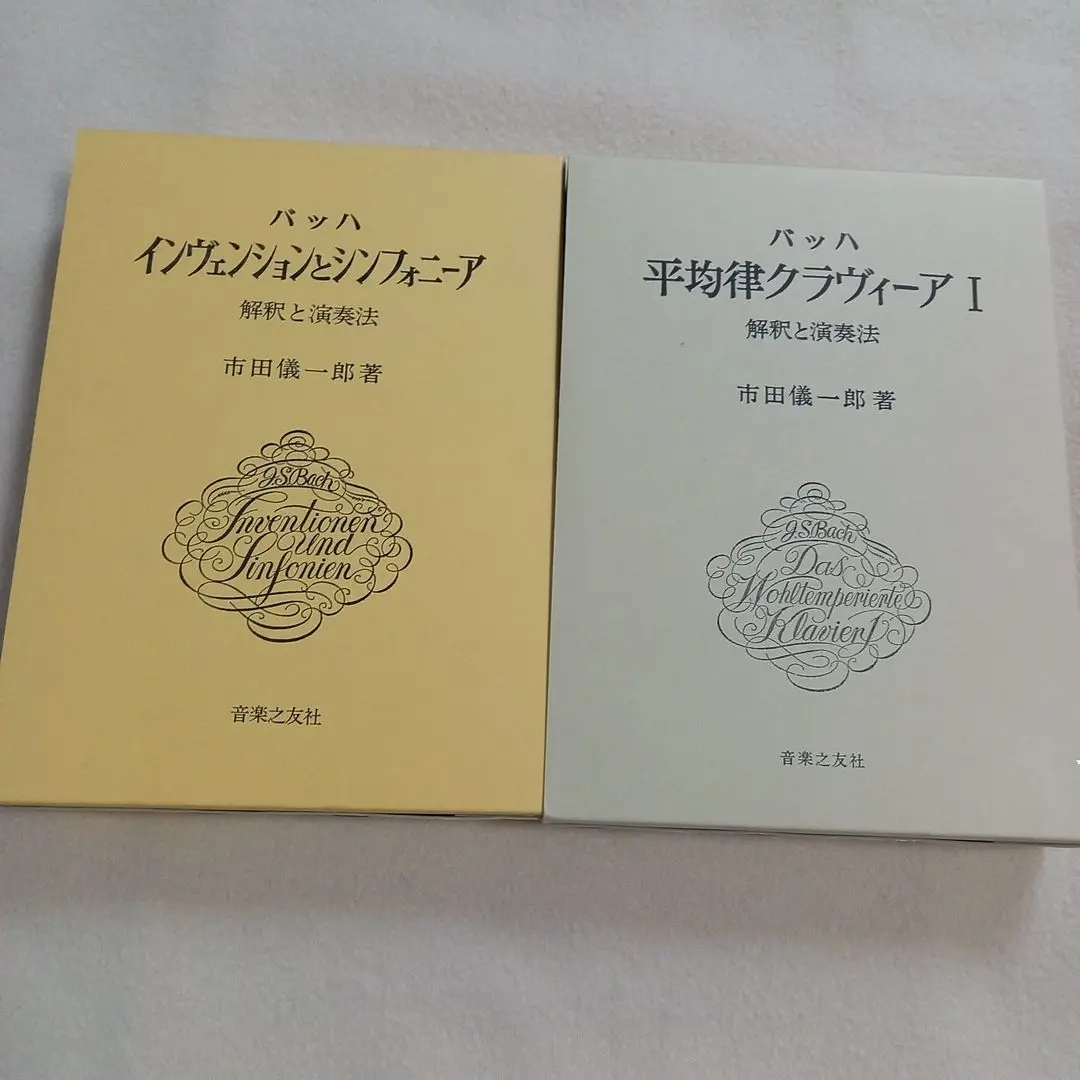 バッハ
インヴェンションとシンフォニーア
解釈と演奏法
市田儀一郎著
J.S.Bach
Inventionen
und
Sinfonien
音楽之友社
バッハ
平均律クラヴィーアⅠ
解釈と演奏法
市田儀一郎著
J.S.Bach
Das
Wohltemperierte
Klavier I
音楽之友社